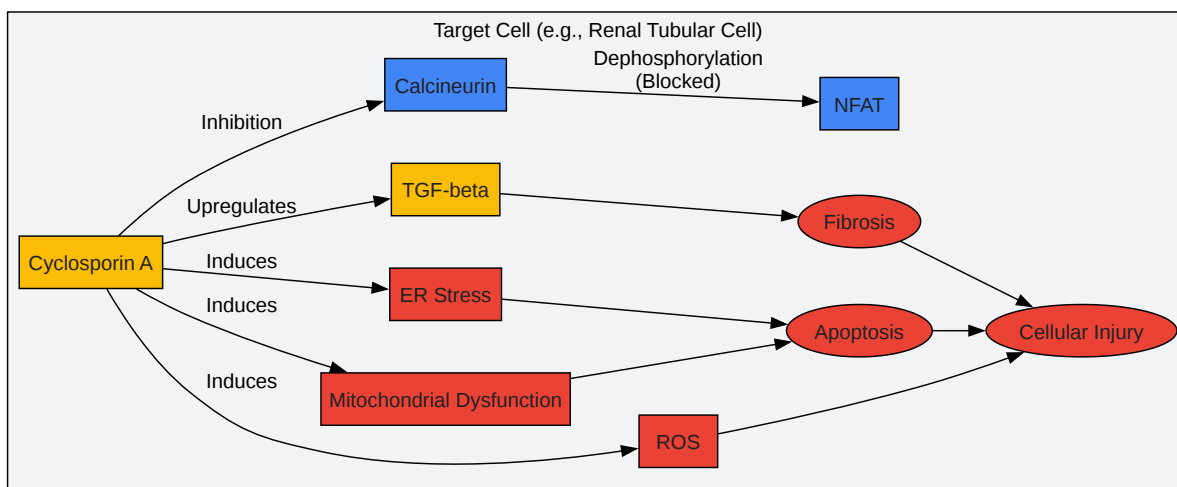 Target Cell (e.g., Renal Tubular Cell)
Dephosphorylation
(Blocked)
Calcineurin
NFAT
Inhibition
TGF-beta
Upregulates
Fibrosis
Cyclosporin A
Induces
ER Stress
Induces
Apoptosis
Cellular Injury
Induces
Mitochondrial Dysfunction
ROS